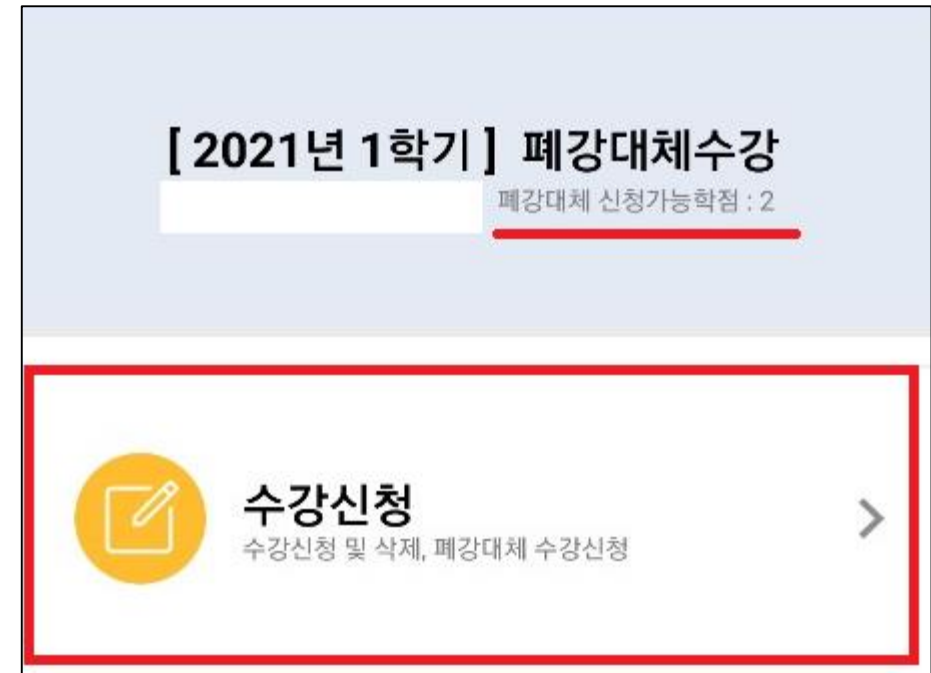 [ 2021년 1학기 ] 폐강대체수강
폐강대체 신청가능학점 : 2
수강신청
수강신청 및 삭제, 폐강대체 수강신청